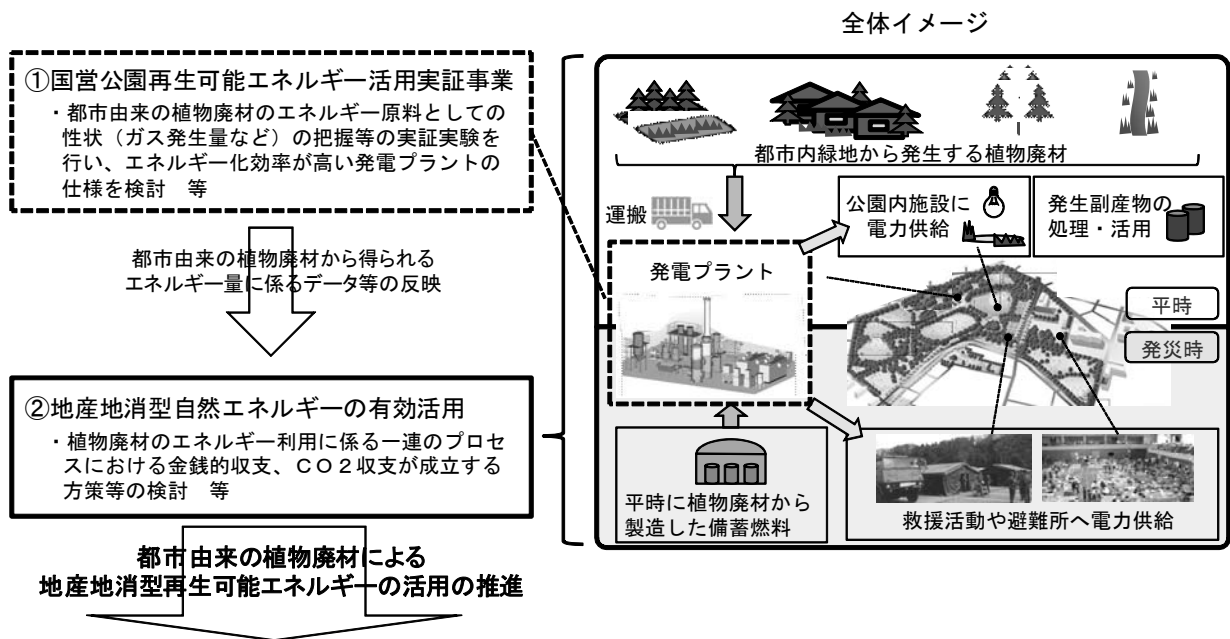 全体イメージ
①国営公園再生可能エネルギー活用実証事業
・都市由来の植物廃材のエネルギー原料としての
性状（ガス発生量など）の把握等の実証実験を
行い、エネルギー化効率が高い発電プラントの
仕様を検討　等
都市由来の植物廃材から得られる
エネルギー量に係るデータ等の反映
②地産地消型自然エネルギーの有効活用
・植物廃材のエネルギー利用に係る一連のプロセ
スにおける金銭的収支、ＣＯ２収支が成立する
方策等の検討　等
都市由来の植物廃材による
地産地消型再生可能エネルギーの活用の推進
都市内緑地から発生する植物廃材
運搬
公園内施設に
電力供給
発生副産物の
処理・活用
発電プラント
平時
発災時
平時に植物廃材から
製造した備蓄燃料
救援活動や避難所へ電力供給